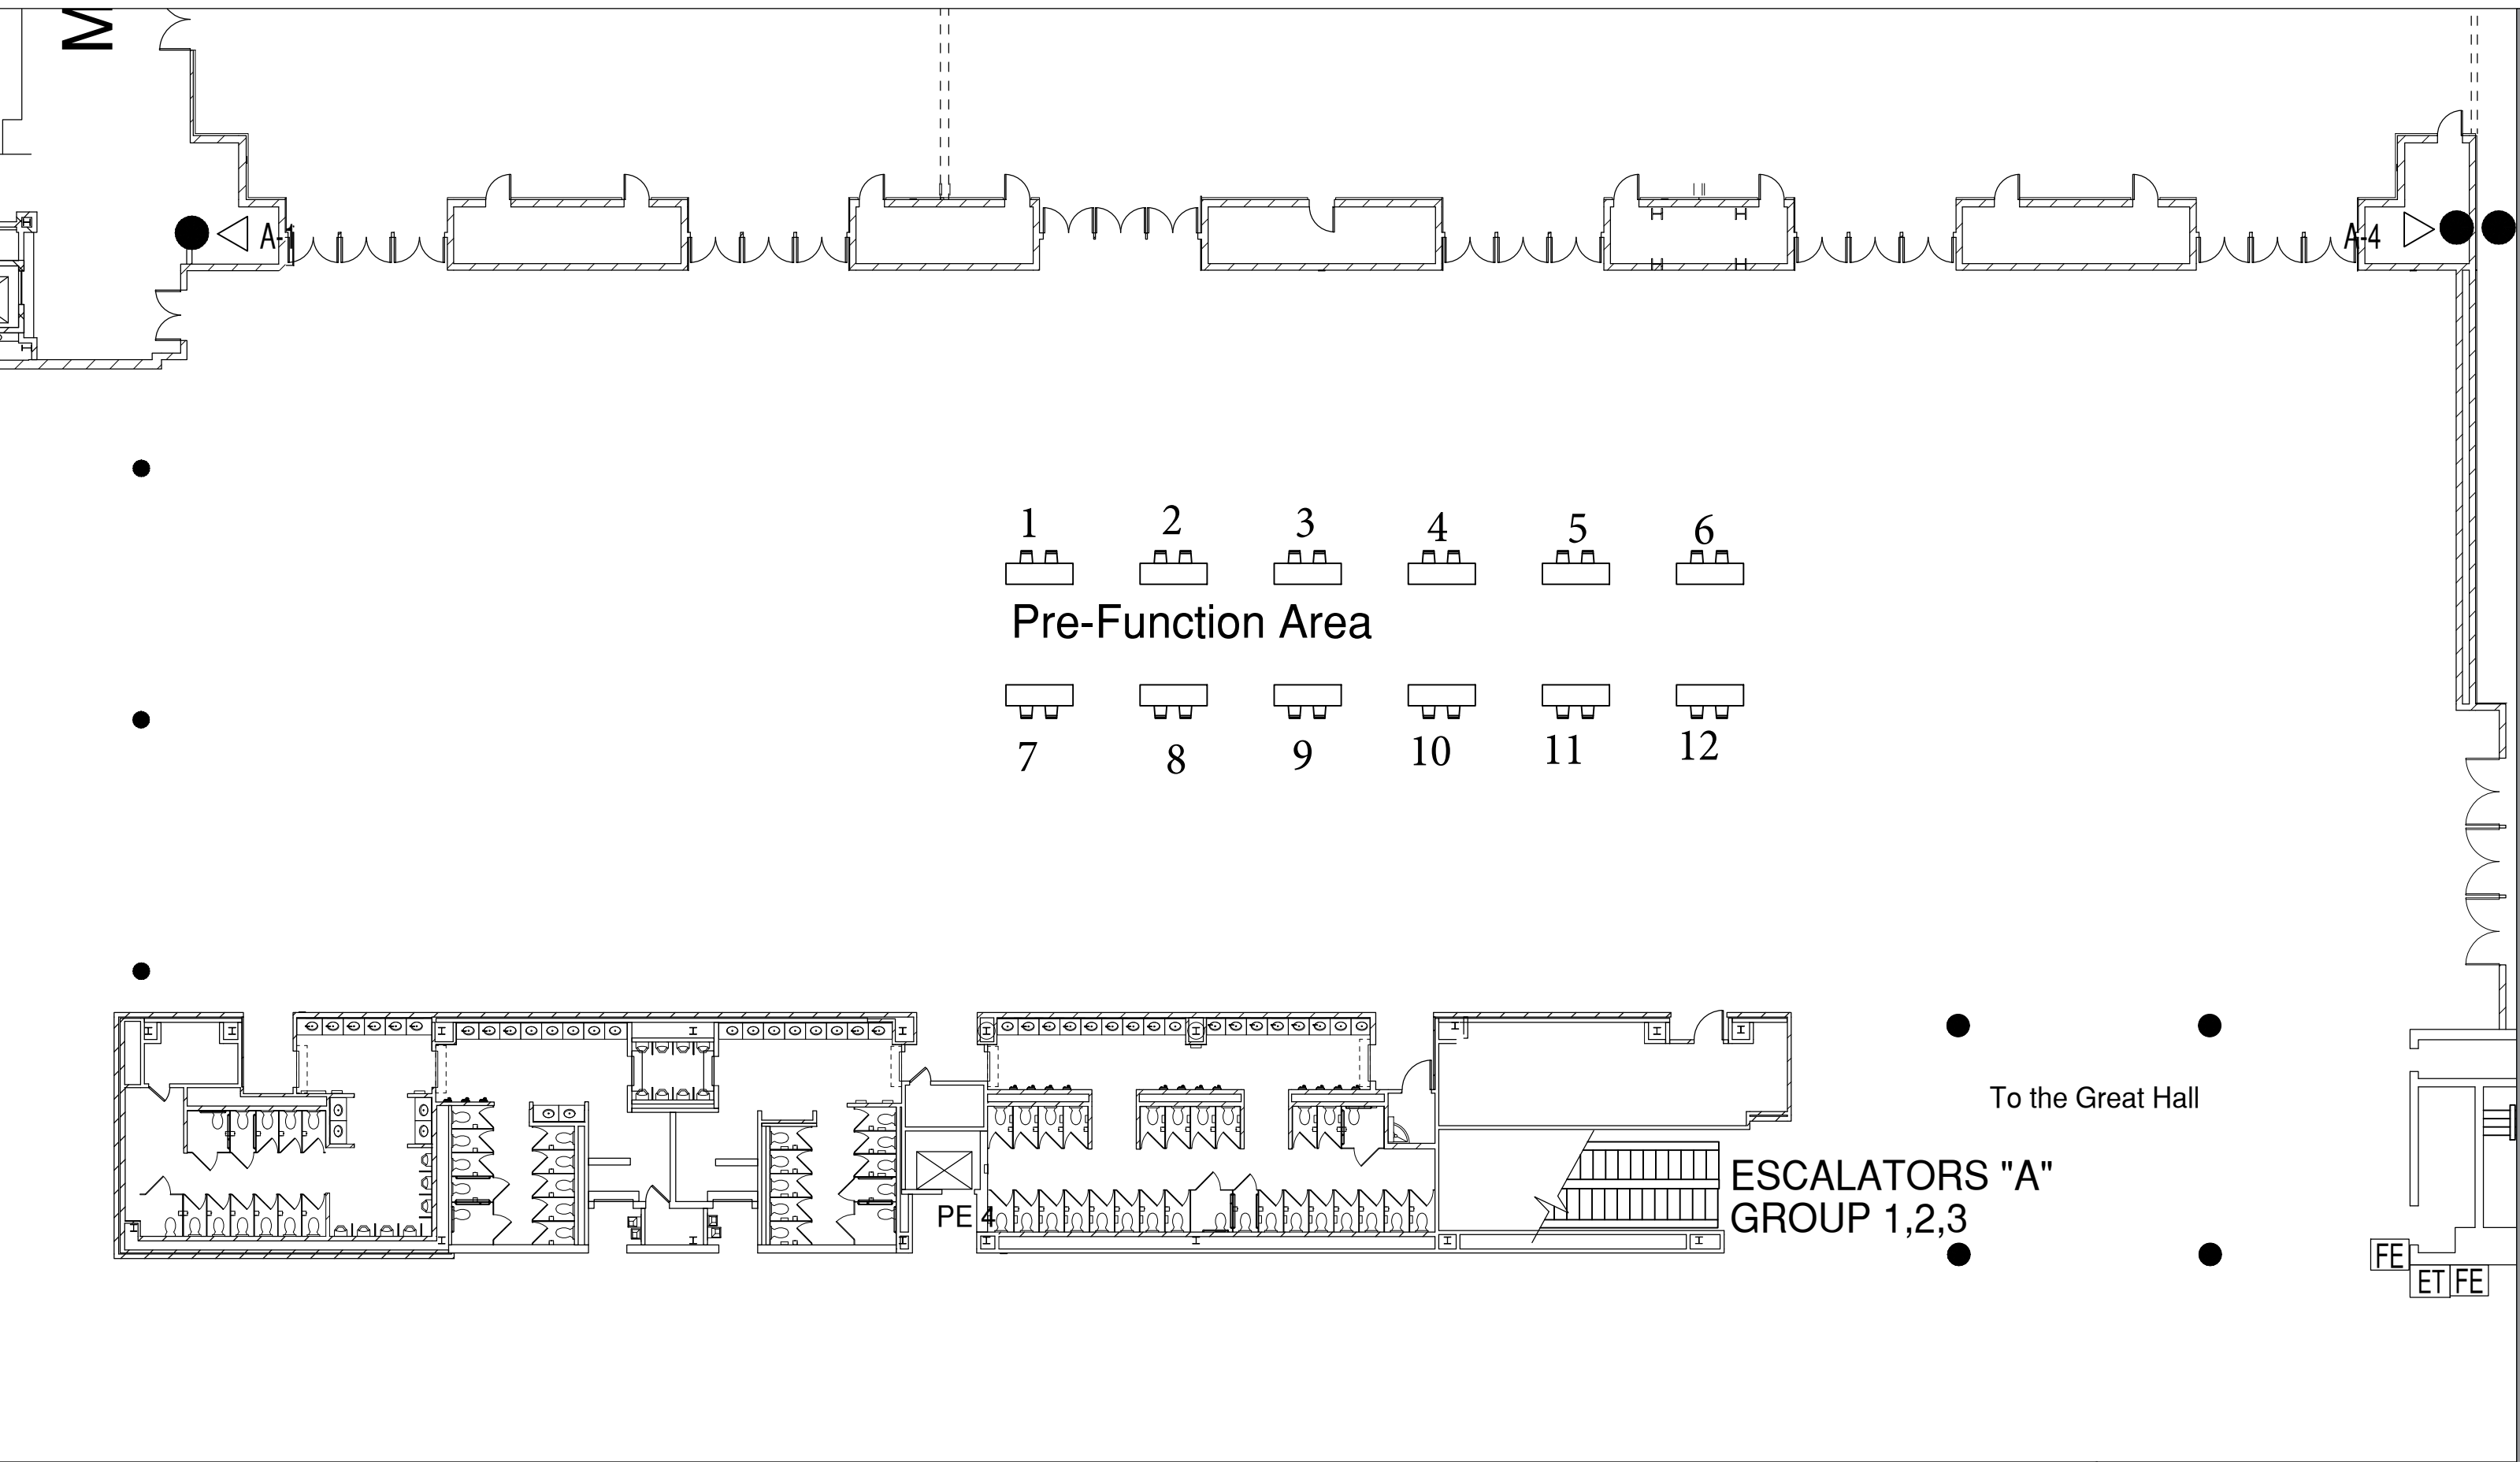 M
A-1
A-4
1 2 3 4 5 6
Pre-Function Area
7 8 9 10 11 12
To the Great Hall
ESCALATORS "A"
GROUP 1,2,3
PE 4
FE
ET FE